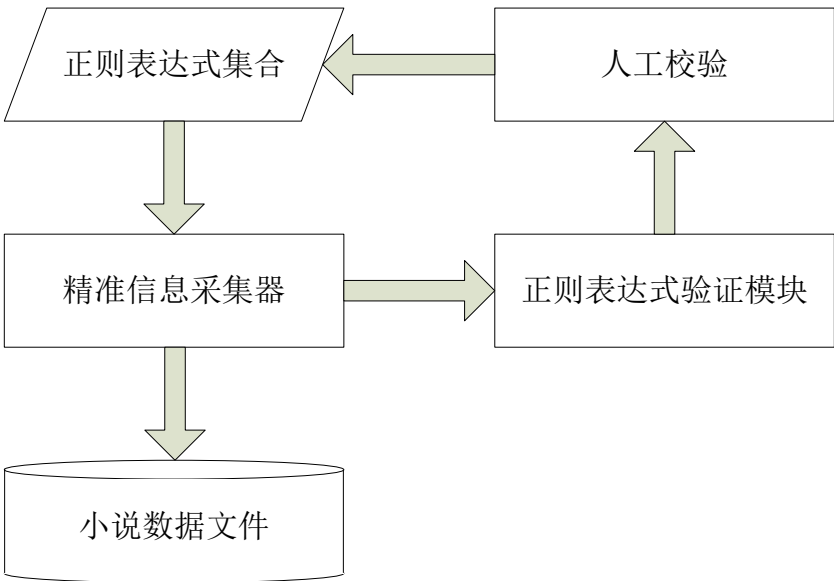 正则表达式集合
人工校验
精准信息采集器
正则表达式验证模块
小说数据文件